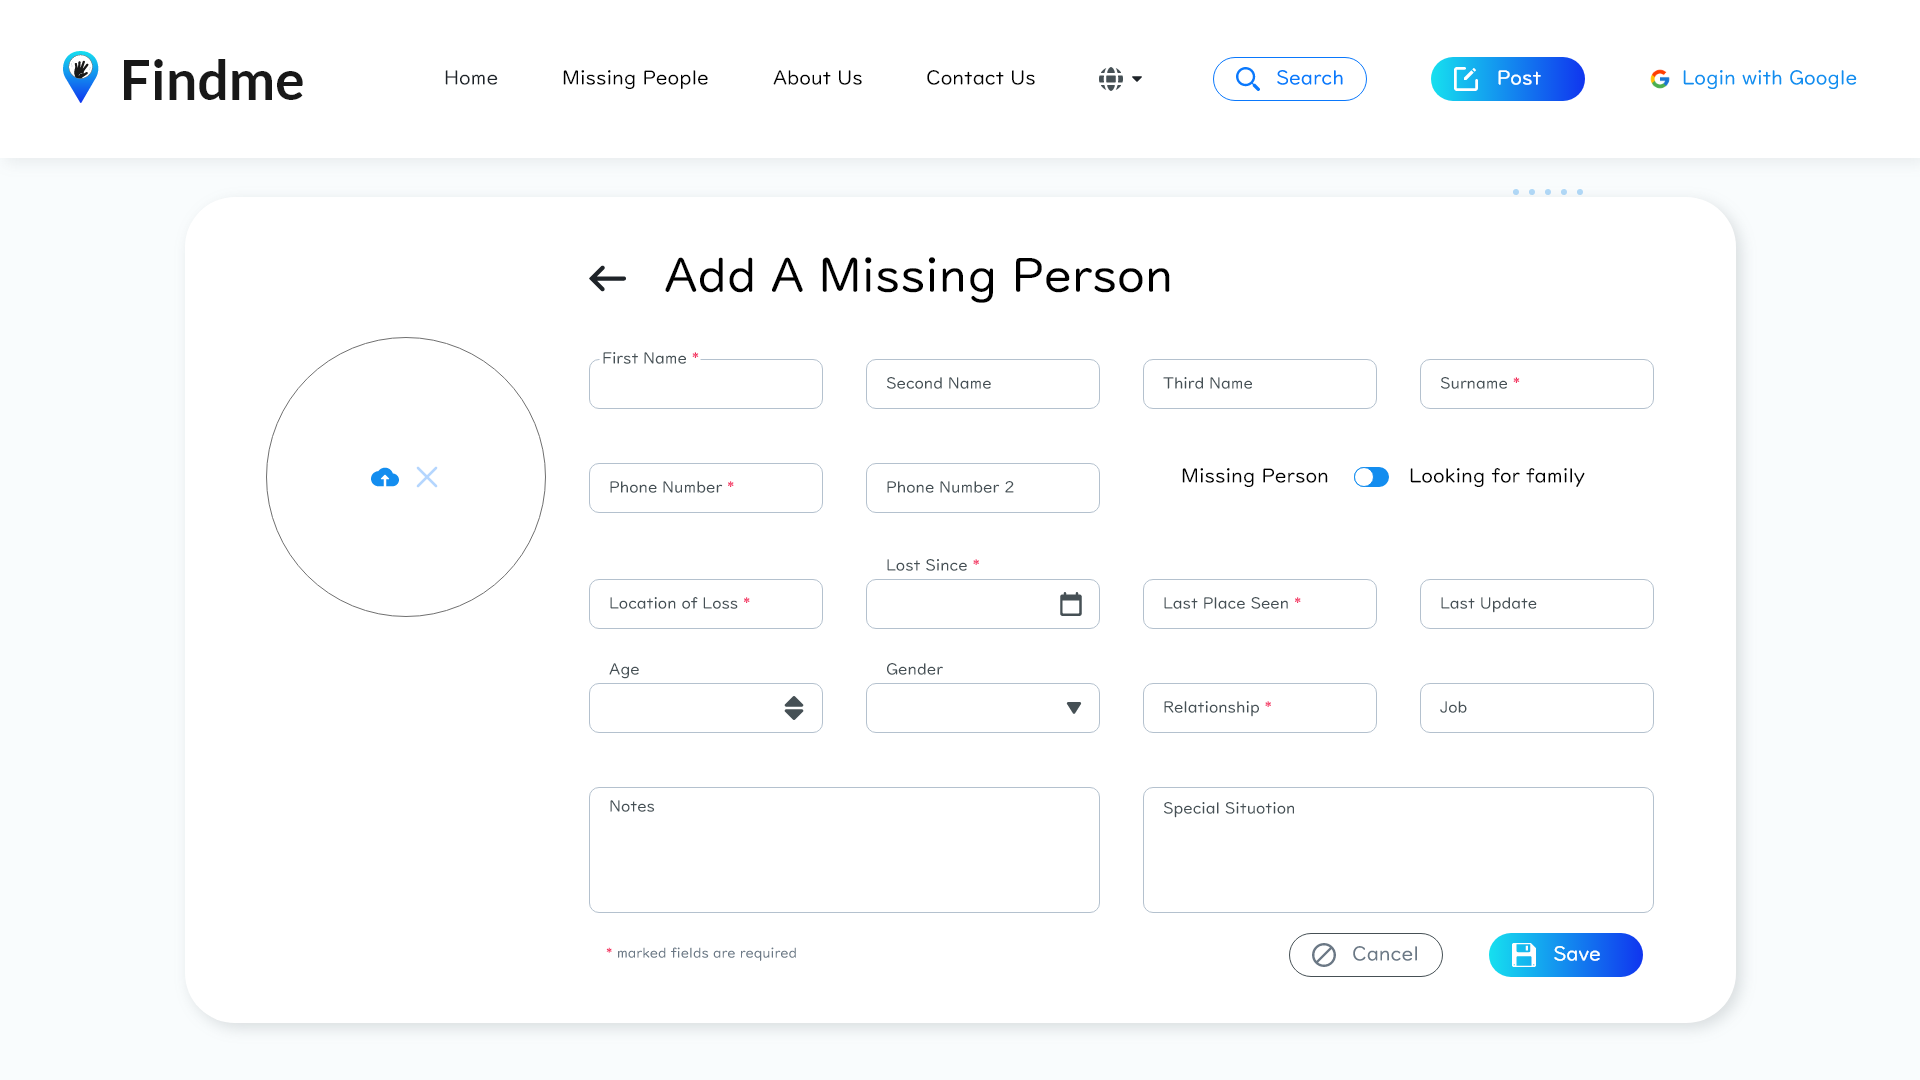 Findme
Home
Missing People
About Us
Contact Us
Search
Post
Login with Google
Add A Missing Person
First Name *
Second Name
Third Name
Surname *
Phone Number *
Phone Number 2
Missing Person
Looking for family
Location of Loss *
Lost Since *
Last Place Seen *
Last Update
Age
Gender
Relationship *
Job
Notes
Special Situotion
* marked fields are required
Cancel
Save